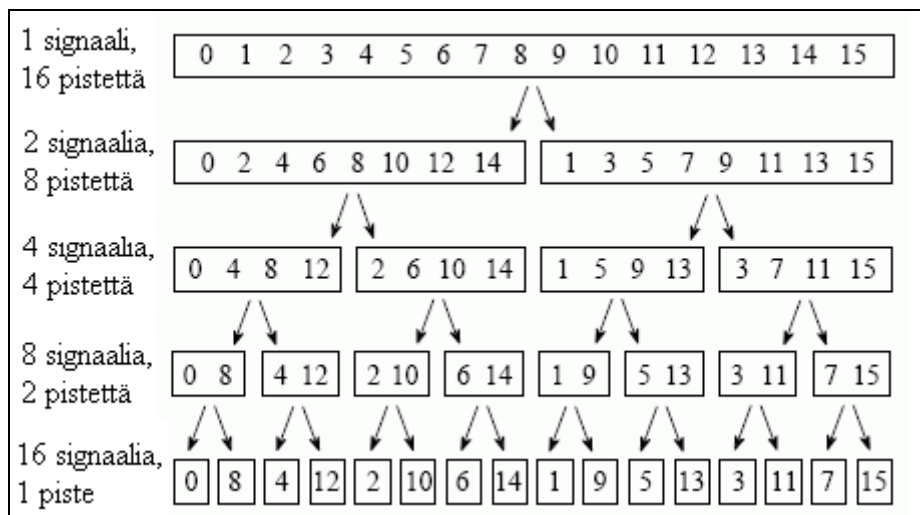 1 signaali,
16 pistettä
0 1 2 3 4 5 6 7 8 9 10 11 12 13 14 15
2 signaalia,
8 pistettä
0 2 4 6 8 10 12 14 1 3 5 7 9 11 13 15
4 signaalia,
4 pistettä
0 4 8 12 2 6 10 14 1 5 9 13 3 7 11 15
8 signaalia,
2 pistettä
0 8 4 12 2 10 6 14 1 9 5 13 3 11 7 15
16 signaalia,
1 piste
0 8 4 12 2 10 6 14 1 9 5 13 3 11 7 15